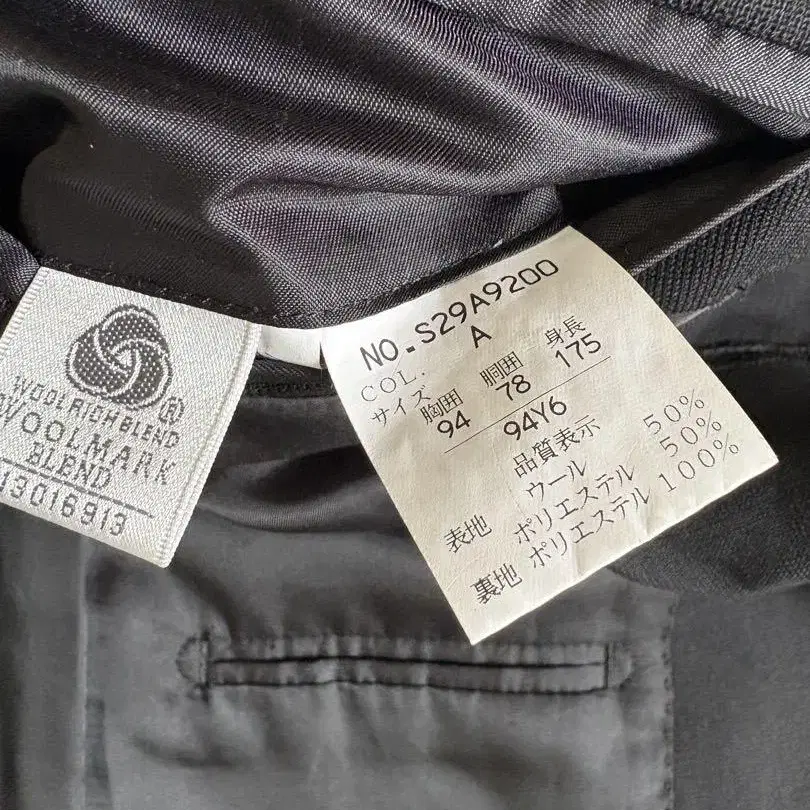 WOOL RICH BLEND
WOOLMARK
BLEND
13016913
NO. S29A9200
COL. A
サイズ 胸囲 胴囲 身長
94 78 175
94Y6
品質表示
表地 ウール 50%
ポリエステル 50%
裏地 ポリエステル 100%